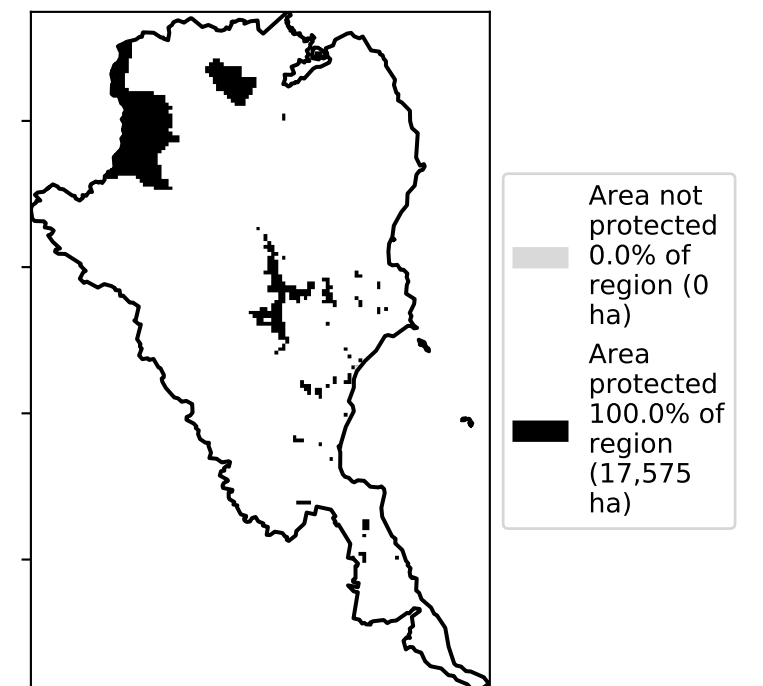 Area not
protected
0.0% of
region (0
ha)
Area
protected
100.0% of
region
(17,575
ha)